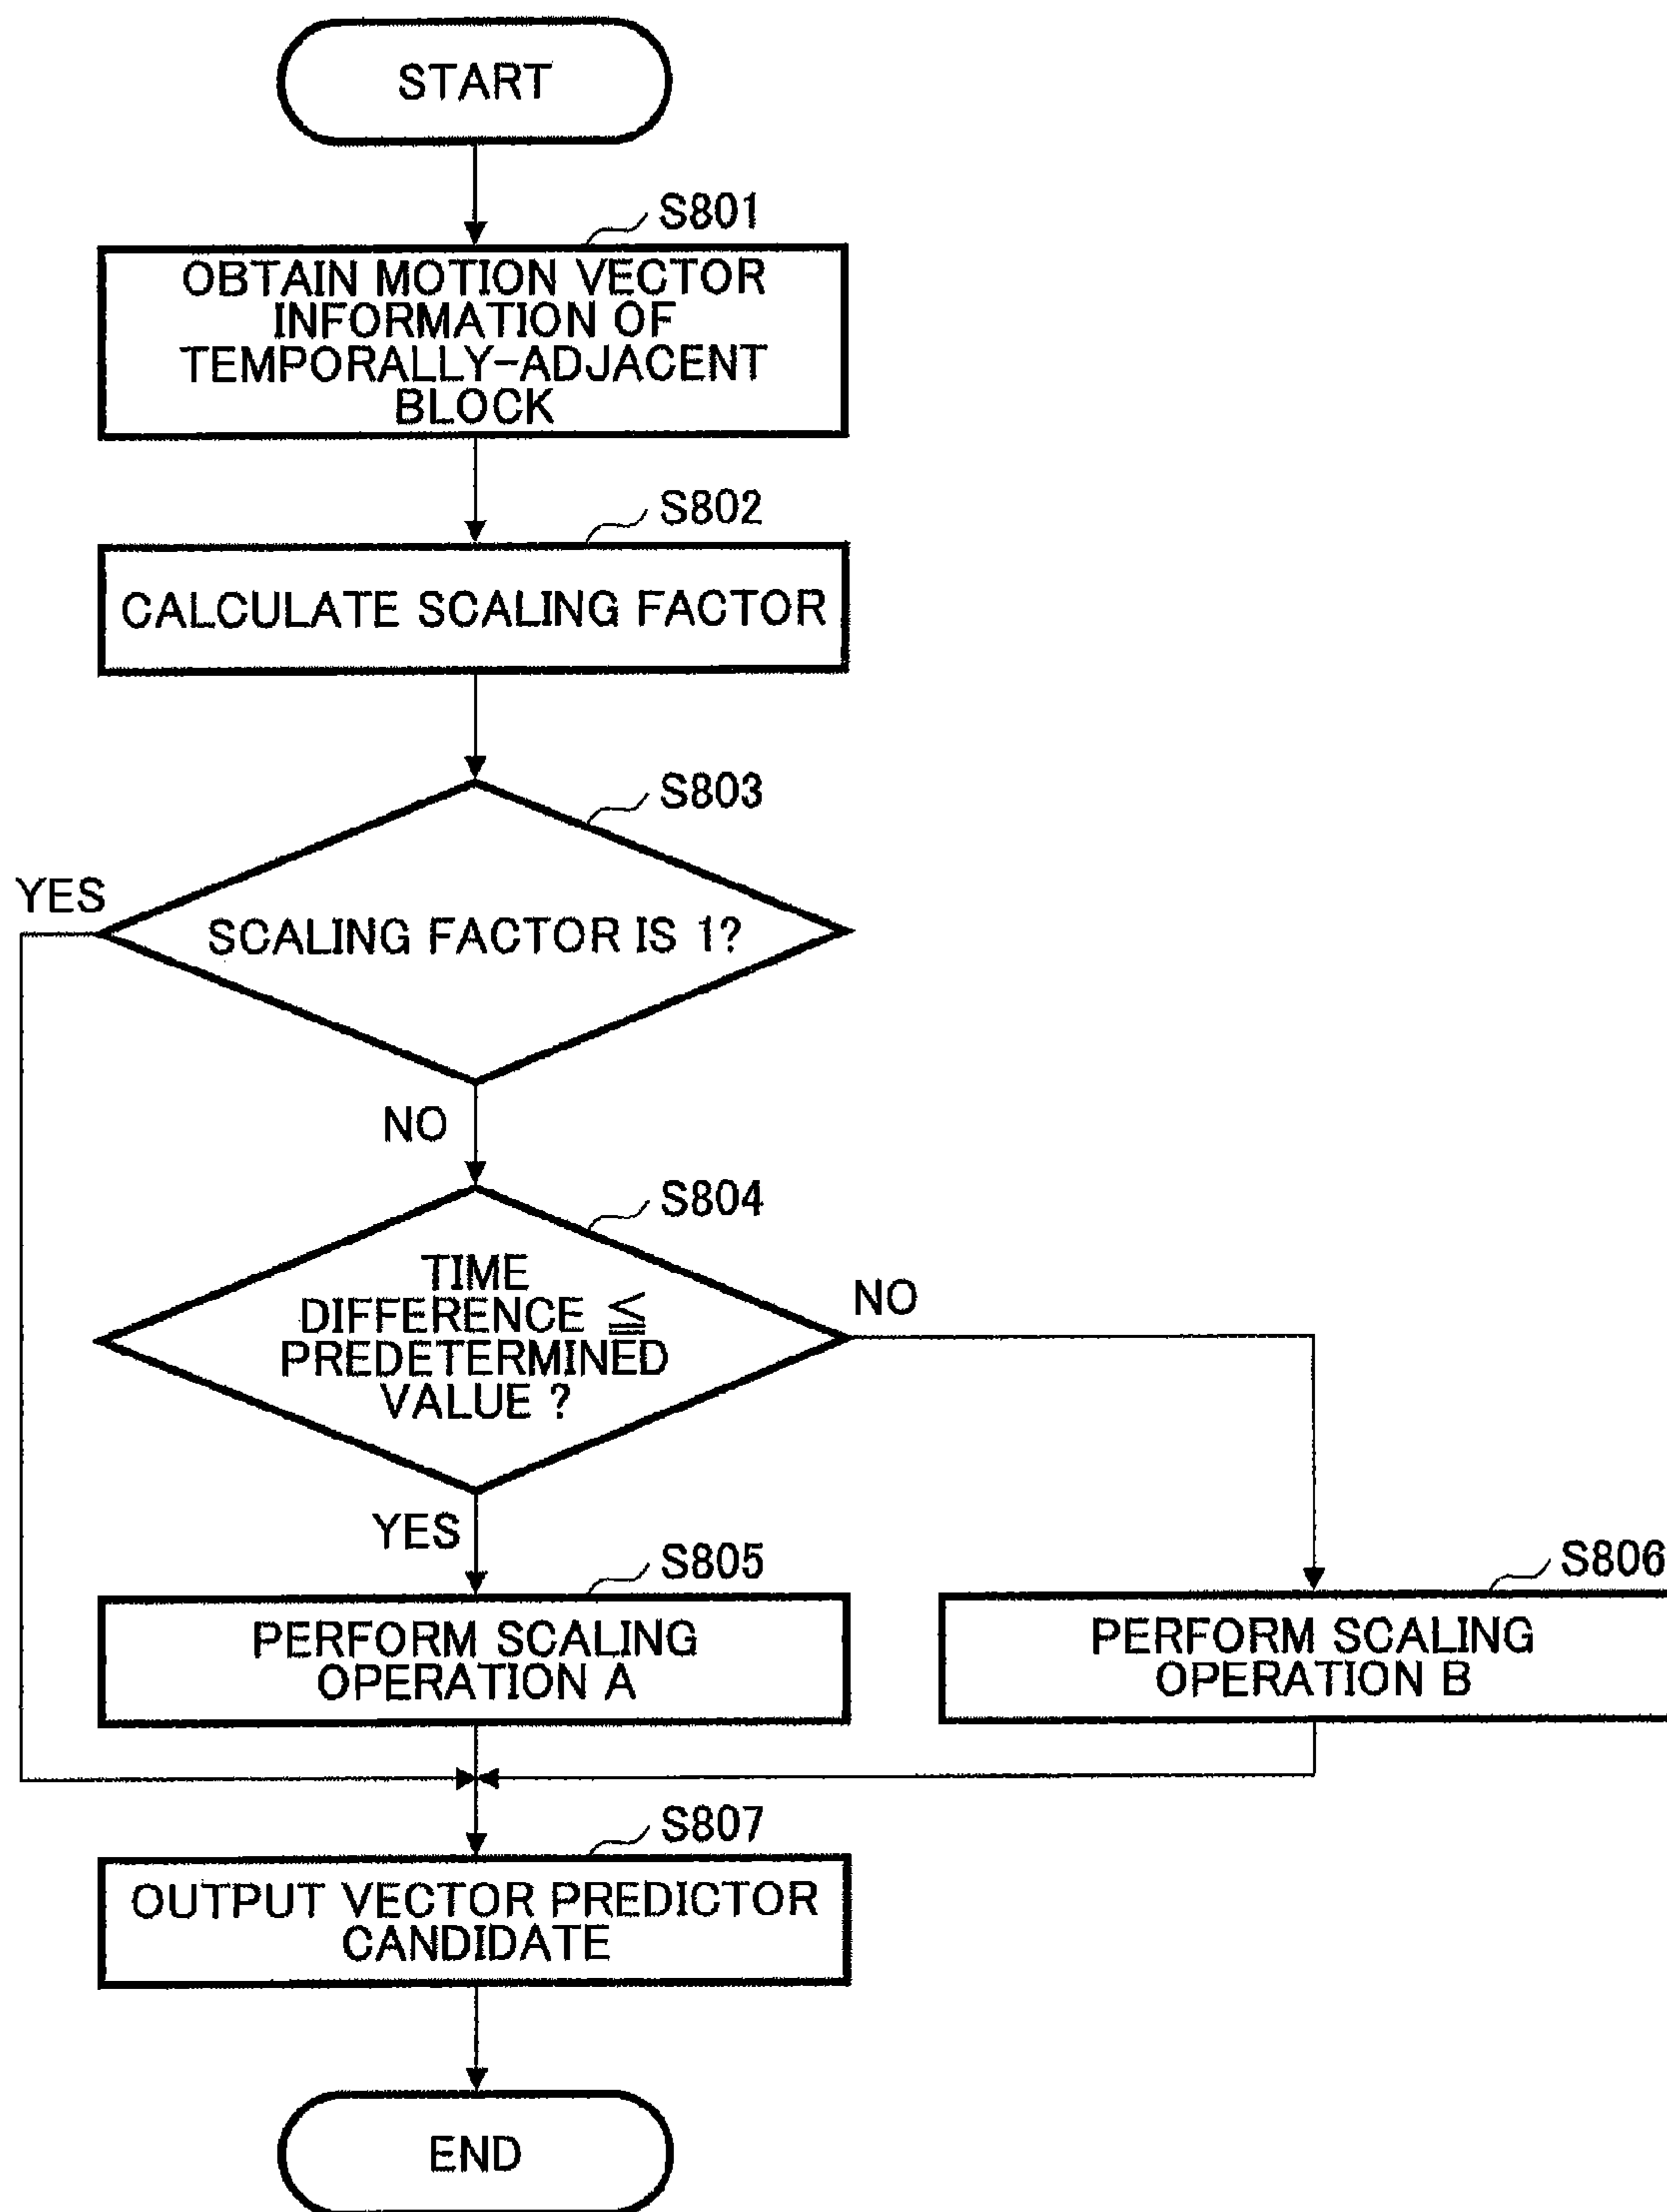 START
S801
OBTAIN MOTION VECTOR
INFORMATION OF
TEMPORALLY-ADJACENT
BLOCK
S802
CALCULATE SCALING FACTOR
S803
YES
SCALING FACTOR IS 1?
NO
S804
TIME
DIFFERENCE ≦
PREDETERMINED
VALUE ?
NO
YES
S805
PERFORM SCALING
OPERATION A
S806
PERFORM SCALING
OPERATION B
S807
OUTPUT VECTOR PREDICTOR
CANDIDATE
END